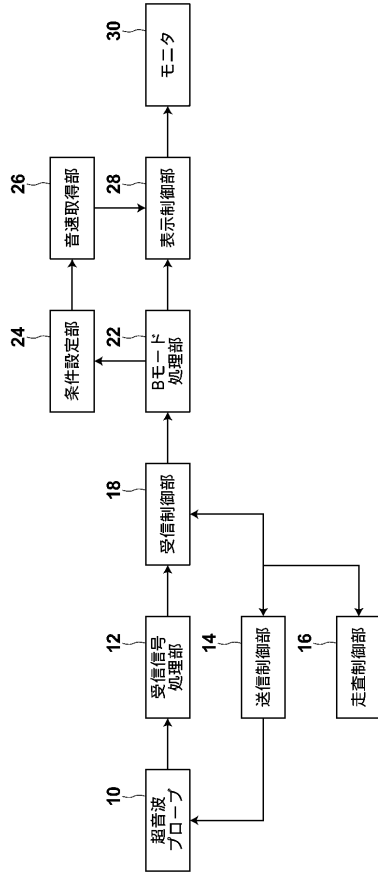 10
超音波
プローブ
12
受信信号
処理部
14
送信制御部
16
走査制御部
18
受信制御部
22
Bモード
処理部
24
条件設定部
26
音速取得部
28
表示制御部
30
モニタ